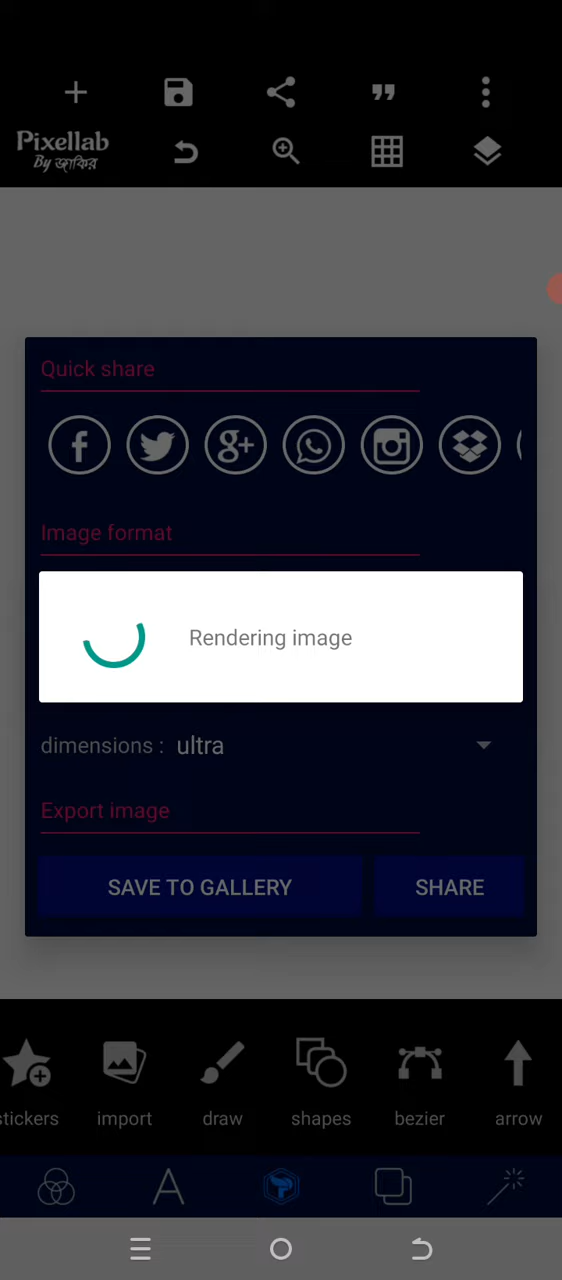 Pixellab
By জাকির
Quick share
Image format
Rendering image
dimensions : ultra
Export image
SAVE TO GALLERY SHARE
stickers import draw shapes bezier arrow